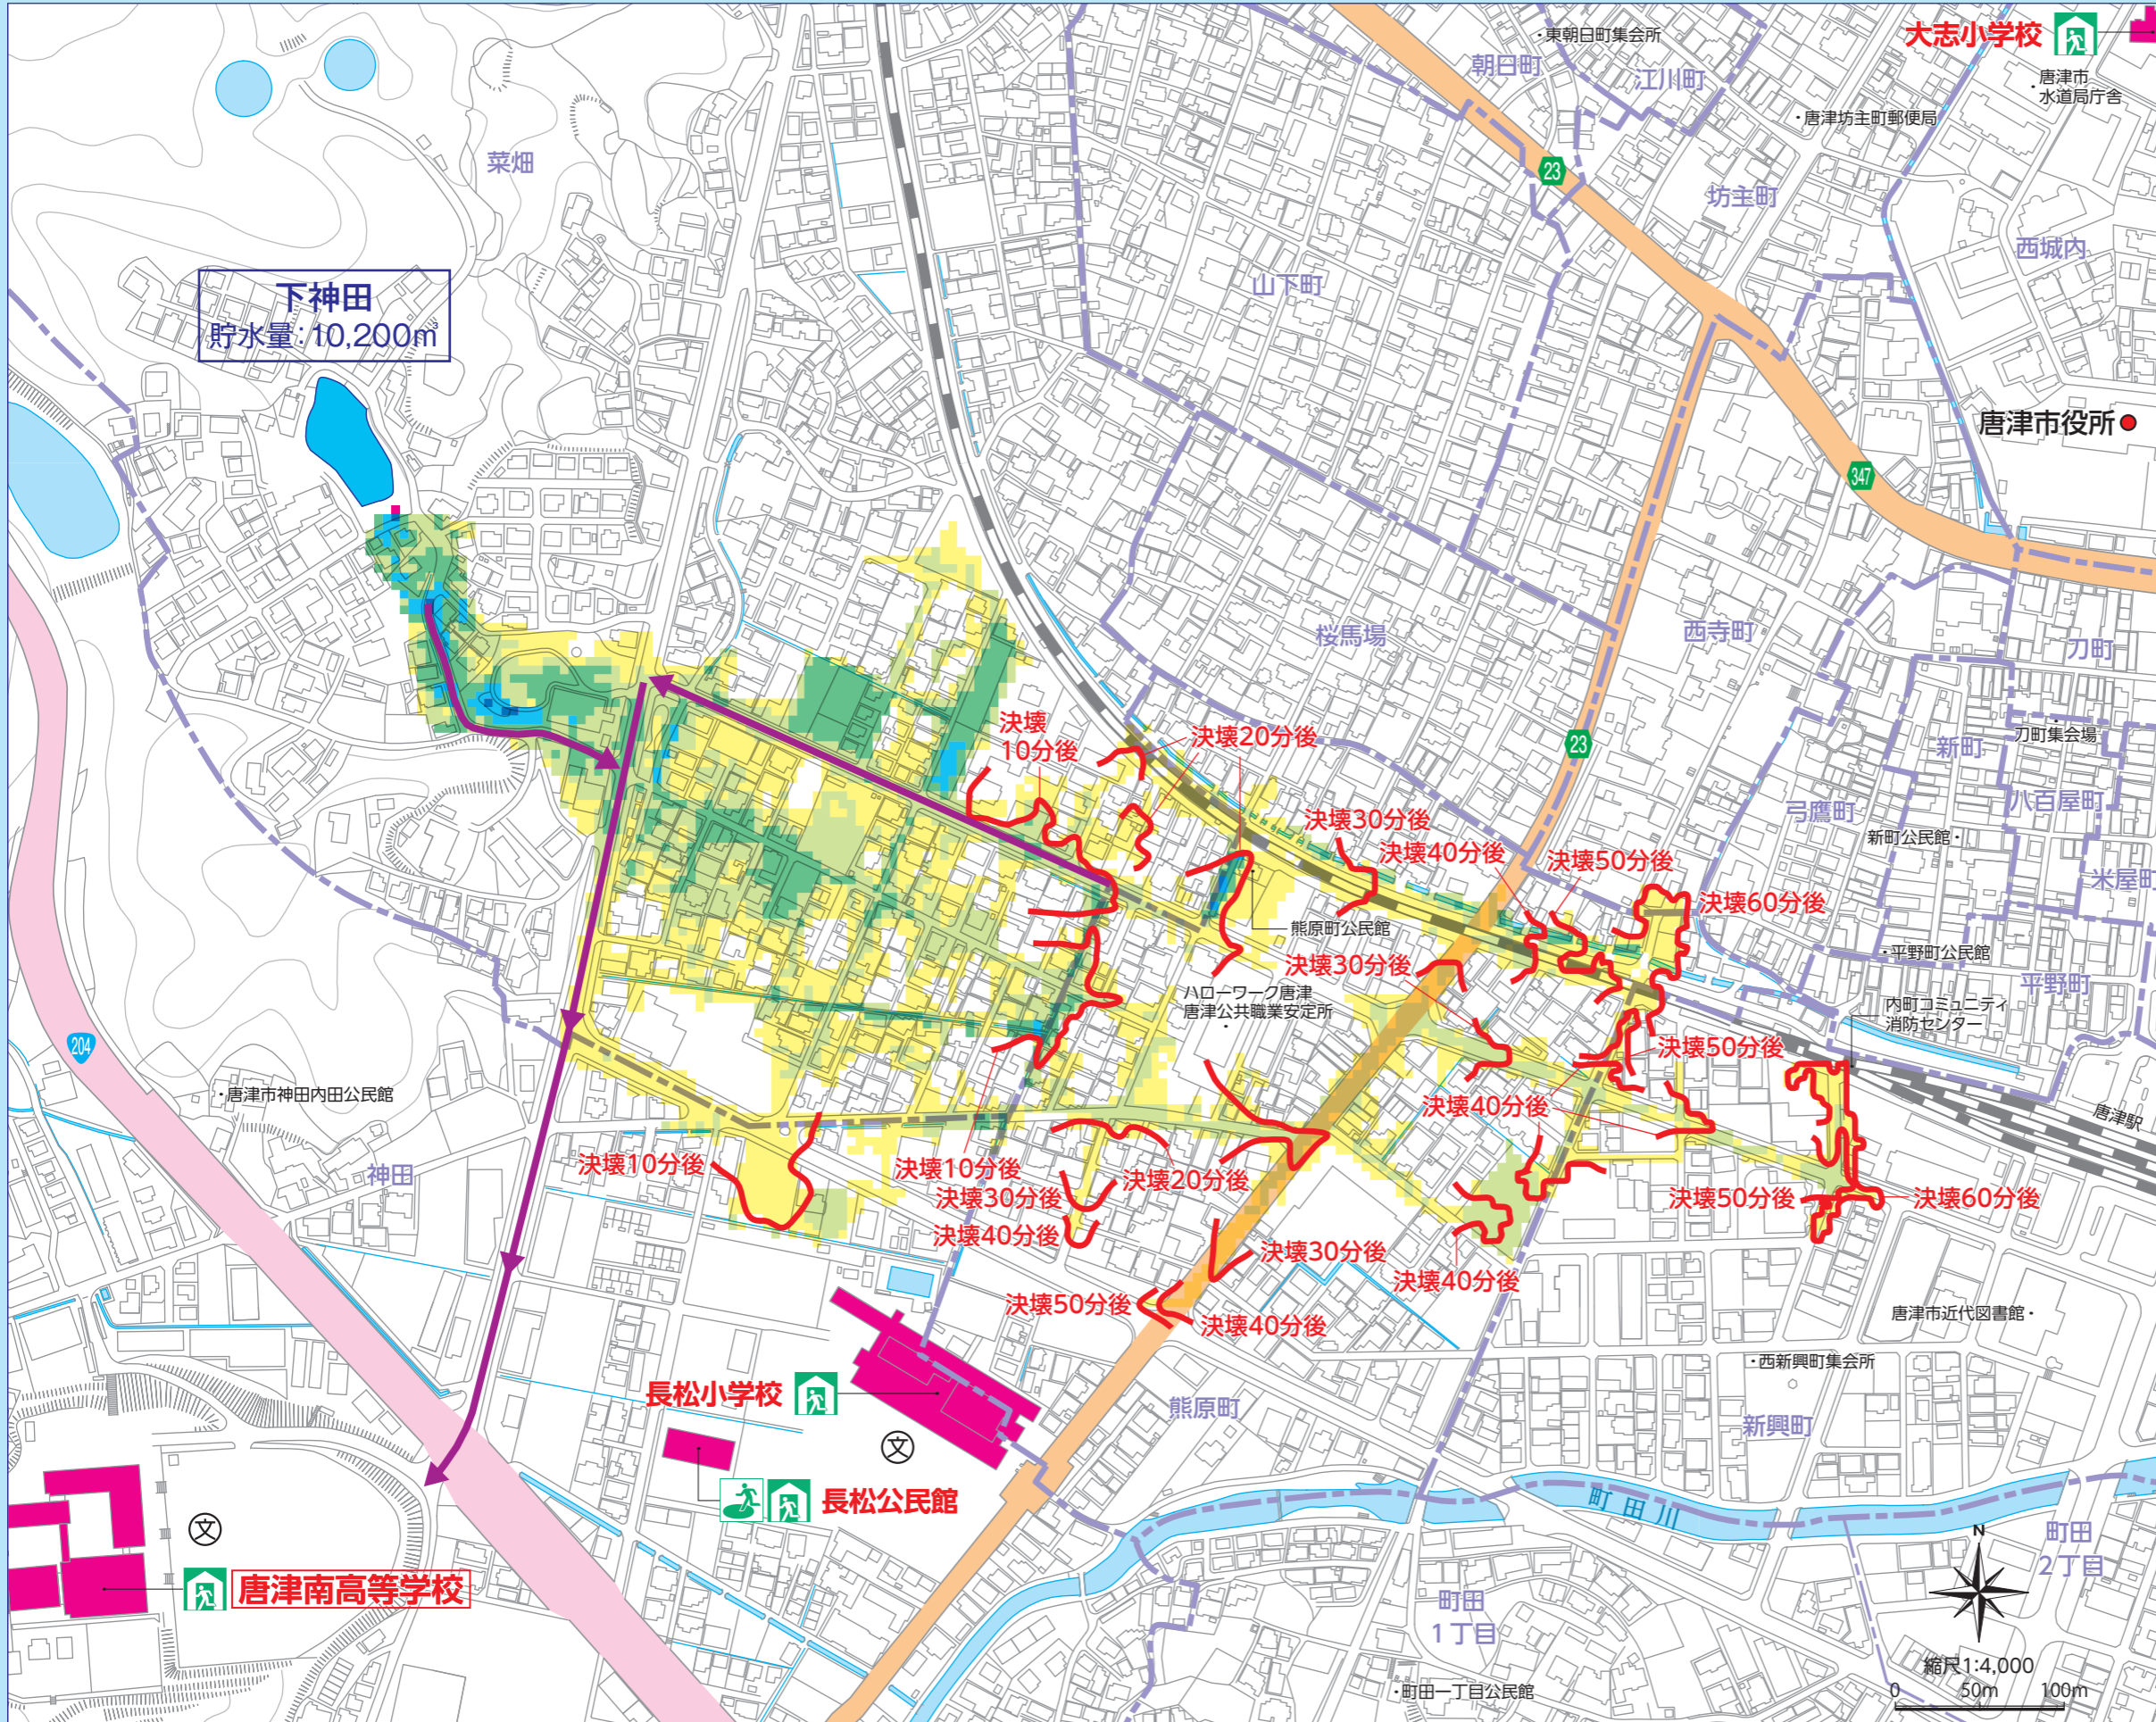 大志小学校
・東朝日町集会所
朝日町
江川町
唐津市
・水道局庁舎
・唐津坊主町郵便局
菜畑
23
坊主町
西城内
山下町
下神田
貯水量：10,200㎥
唐津市役所
347
桜馬場
西寺町
刀町
刀町集会場
新町
23
決壊
10分後
決壊20分後
八百屋町
弓鷹町
新町公民館・
決壊30分後
決壊40分後
決壊50分後
米屋町
決壊60分後
熊原町公民館
・平野町公民館
決壊30分後
平野町
ハローワーク唐津
唐津公共職業安定所
内町コミュニティ
消防センター
204
決壊50分後
・唐津市神田内田公民館
決壊40分後
唐津駅
神田
決壊10分後
決壊10分後
決壊20分後
決壊30分後
決壊50分後
決壊60分後
決壊40分後
決壊30分後
決壊40分後
決壊50分後
決壊40分後
唐津市近代図書館・
・西新興町集会所
長松小学校
熊原町
新興町
文
長松公民館
町田川
文
N
町田
2丁目
唐津南高等学校
町田
1丁目
縮尺1:4,000
0 50m 100m
・町田一丁目公民館